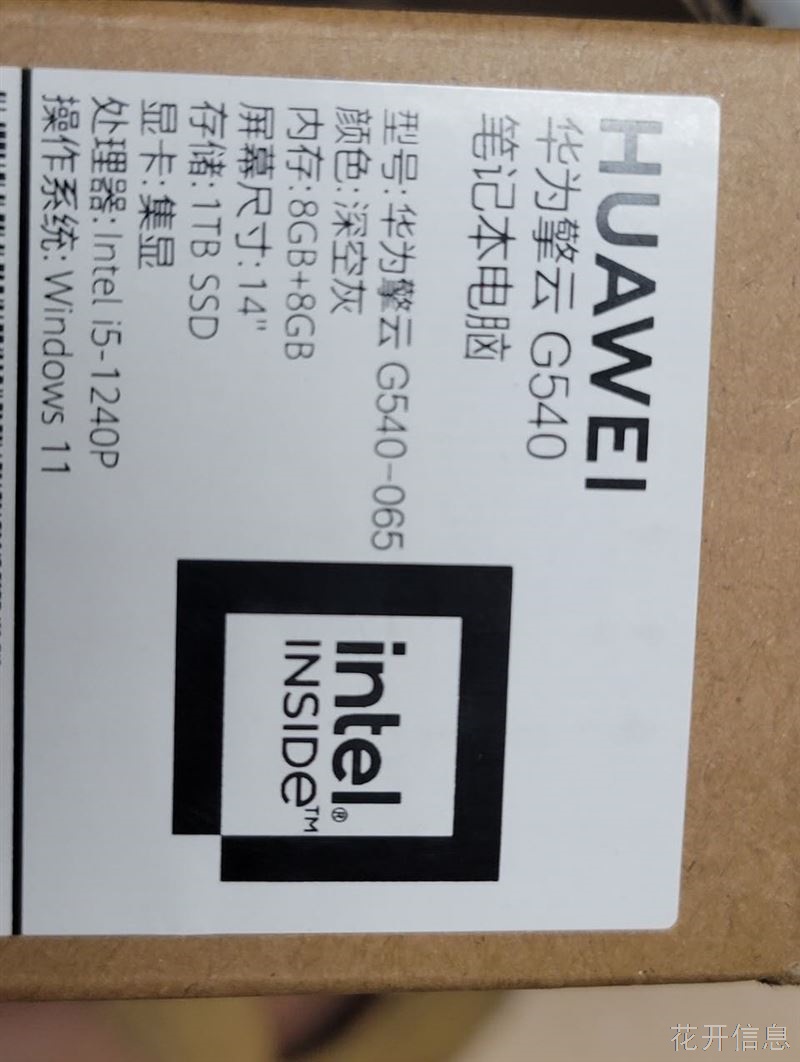 HUAWEI
华为擎云 G540
笔记本电脑
型号: 华为擎云 G540-065
颜色: 深空灰
内存: 8GB+8GB
屏幕尺寸: 14"
存储: 1TB SSD
显卡: 集显
处理器: Intel i5-1240P
操作系统: Windows 11
intel®
INSIDE™
花开信息